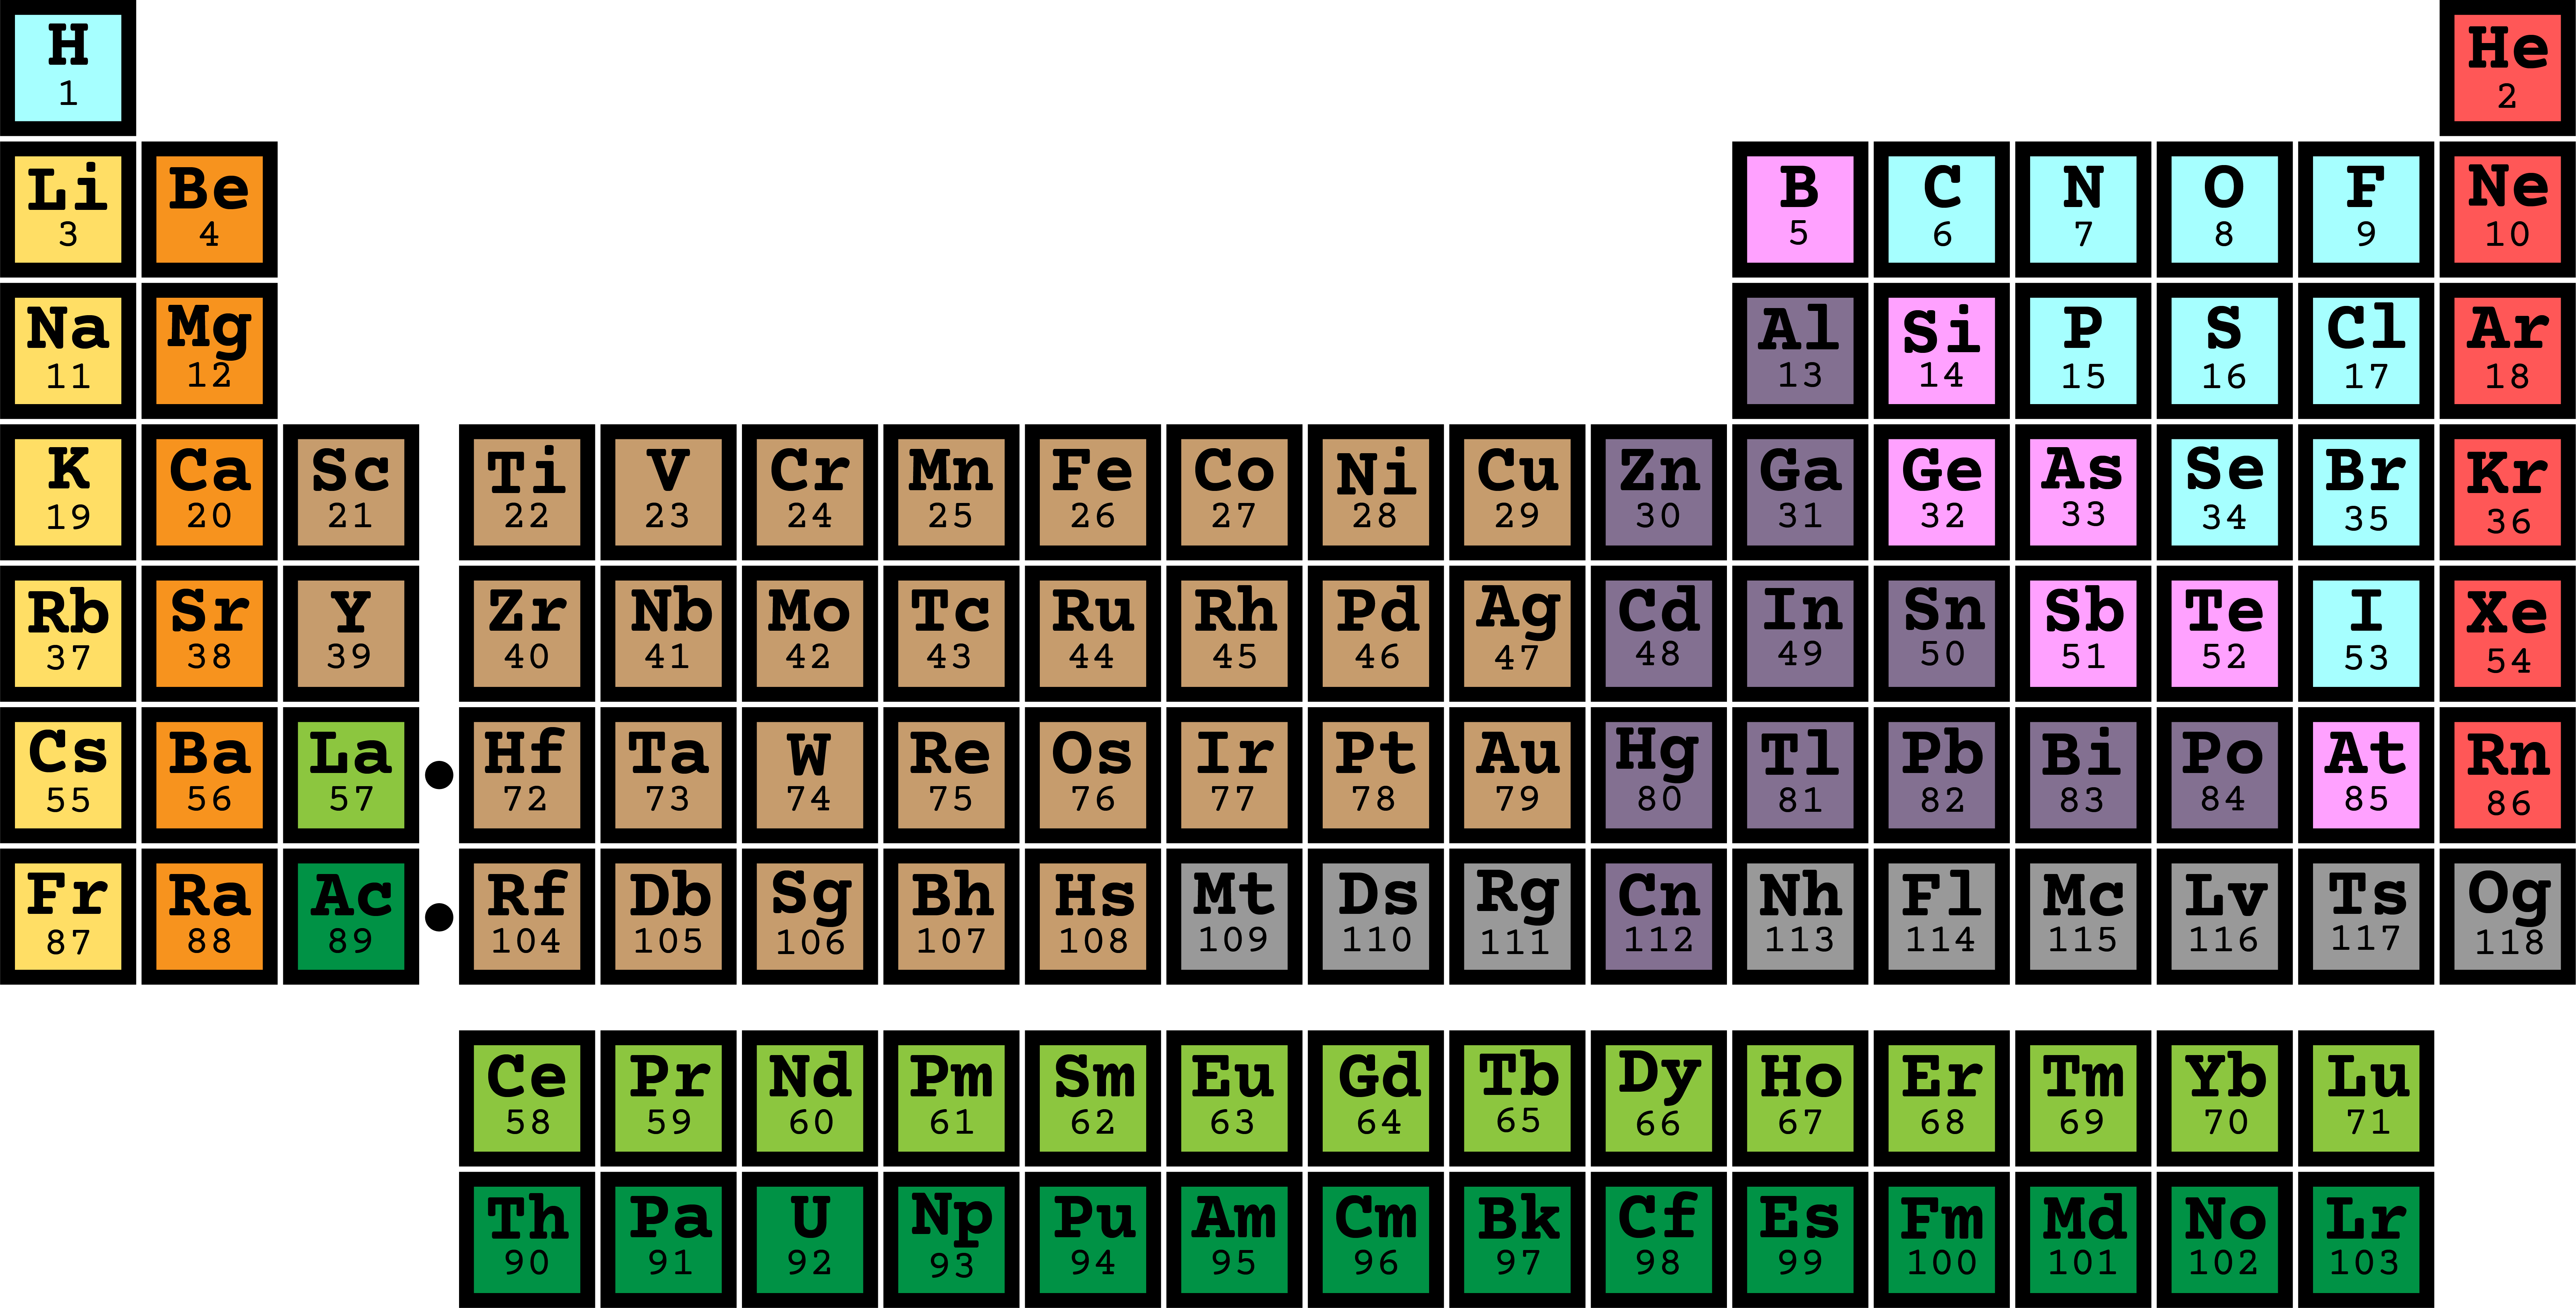 H He
1 2
Li Be B C N O F Ne
3 4 5 6 7 8 9 10
Na Mg Al Si P S Cl Ar
11 12 13 14 15 16 17 18
K Ca Sc Ti V Cr Mn Fe Co Ni Cu Zn Ga Ge As Se Br Kr
19 20 21 22 23 24 25 26 27 28 29 30 31 32 33 34 35 36
Rb Sr Y Zr Nb Mo Tc Ru Rh Pd Ag Cd In Sn Sb Te I Xe
37 38 39 40 41 42 43 44 45 46 47 48 49 50 51 52 53 54
Cs Ba La • Hf Ta W Re Os Ir Pt Au Hg Tl Pb Bi Po At Rn
55 56 57 72 73 74 75 76 77 78 79 80 81 82 83 84 85 86
Fr Ra Ac • Rf Db Sg Bh Hs Mt Ds Rg Cn Nh Fl Mc Lv Ts Og
87 88 89 104 105 106 107 108 109 110 111 112 113 114 115 116 117 118
Ce Pr Nd Pm Sm Eu Gd Tb Dy Ho Er Tm Yb Lu
58 59 60 61 62 63 64 65 66 67 68 69 70 71
Th Pa U Np Pu Am Cm Bk Cf Es Fm Md No Lr
90 91 92 93 94 95 96 97 98 99 100 101 102 103